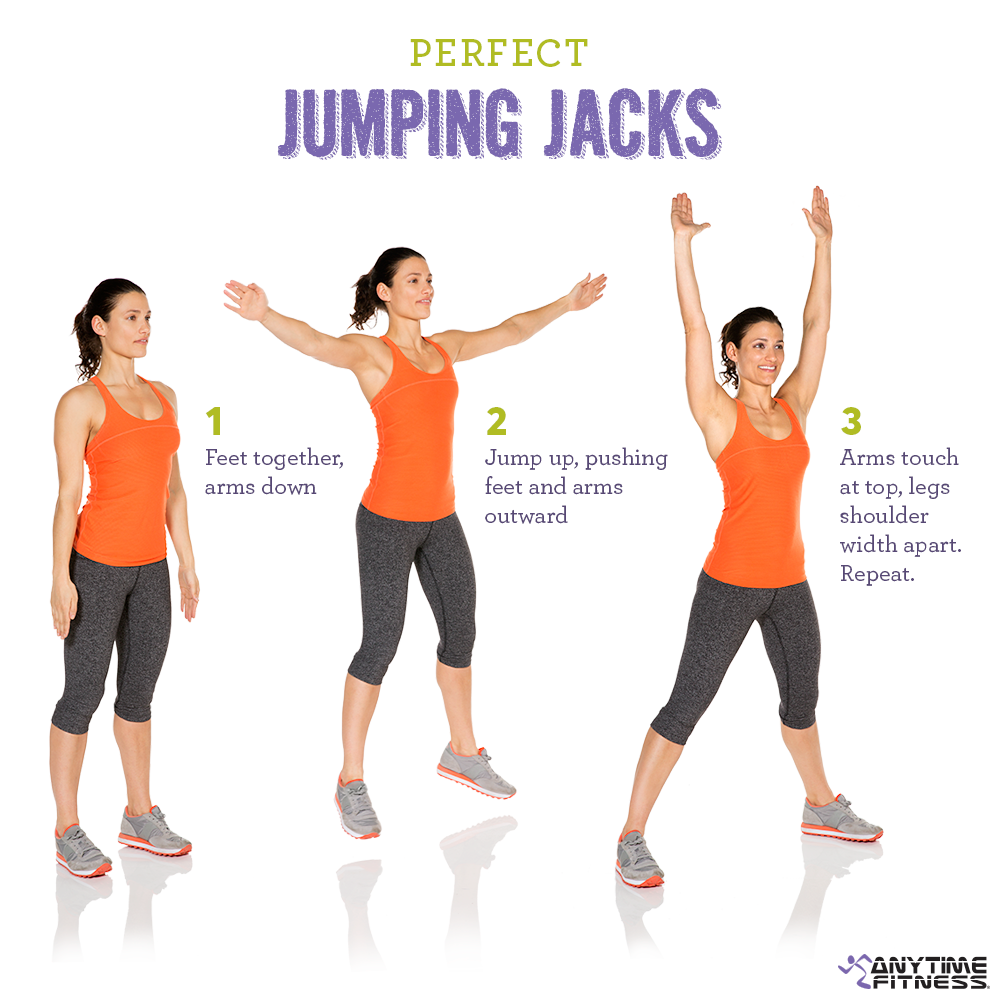 PERFECT
JUMPING JACKS
1
Feet together,
arms down
2
Jump up, pushing
feet and arms
outward
3
Arms touch
at top, legs
shoulder
width apart.
Repeat.
ANYTIME
FITNESS®